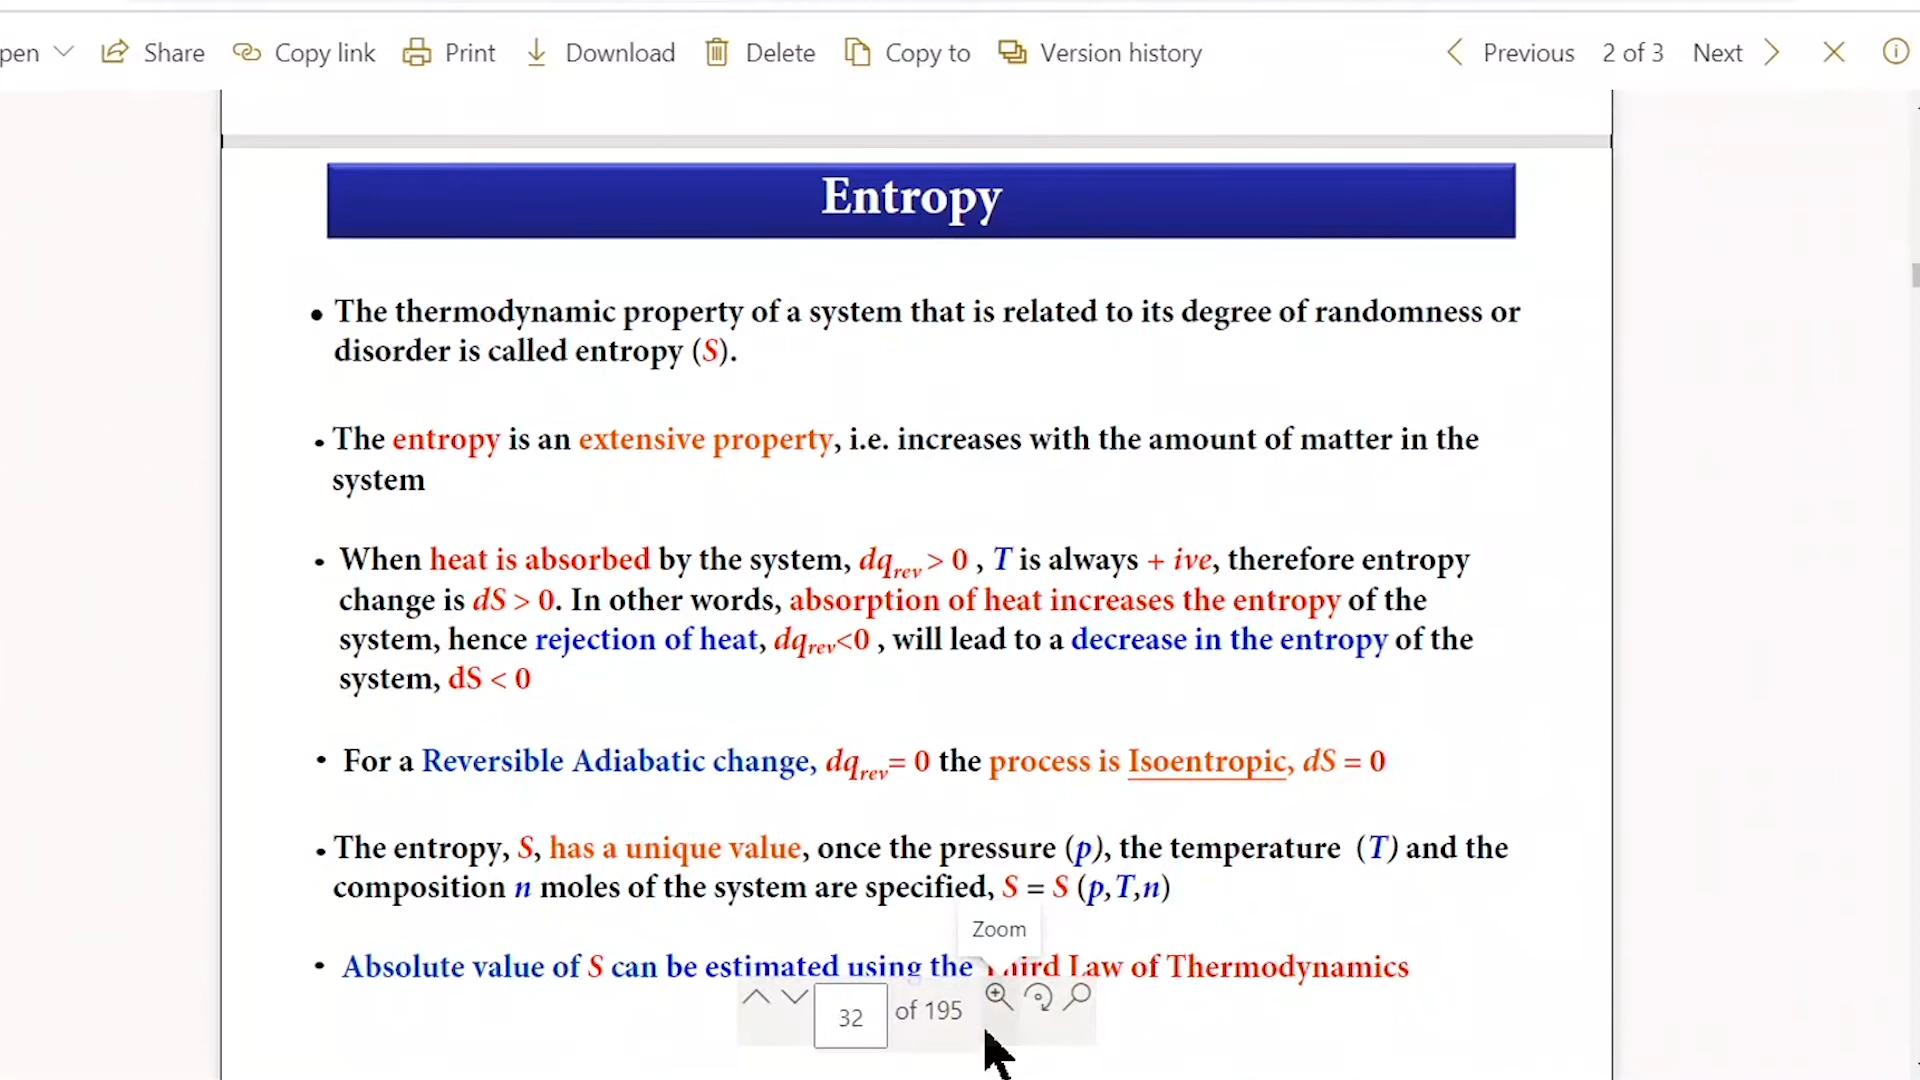 pen Share Copy link Print Download Delete Copy to Version history Previous 2 of 3 Next
Entropy
• The thermodynamic property of a system that is related to its degree of randomness or
disorder is called entropy (S).
• The entropy is an extensive property, i.e. increases with the amount of matter in the
system
• When heat is absorbed by the system, dqrev > 0 , T is always + ive, therefore entropy
change is dS > 0. In other words, absorption of heat increases the entropy of the
system, hence rejection of heat, dqrev<0 , will lead to a decrease in the entropy of the
system, dS < 0
• For a Reversible Adiabatic change, dqrev= 0 the process is Isoentropic, dS = 0
• The entropy, S, has a unique value, once the pressure (p), the temperature (T) and the
composition n moles of the system are specified, S = S (p,T,n)
Zoom
• Absolute value of S can be estimated using the Third Law of Thermodynamics
32 of 195